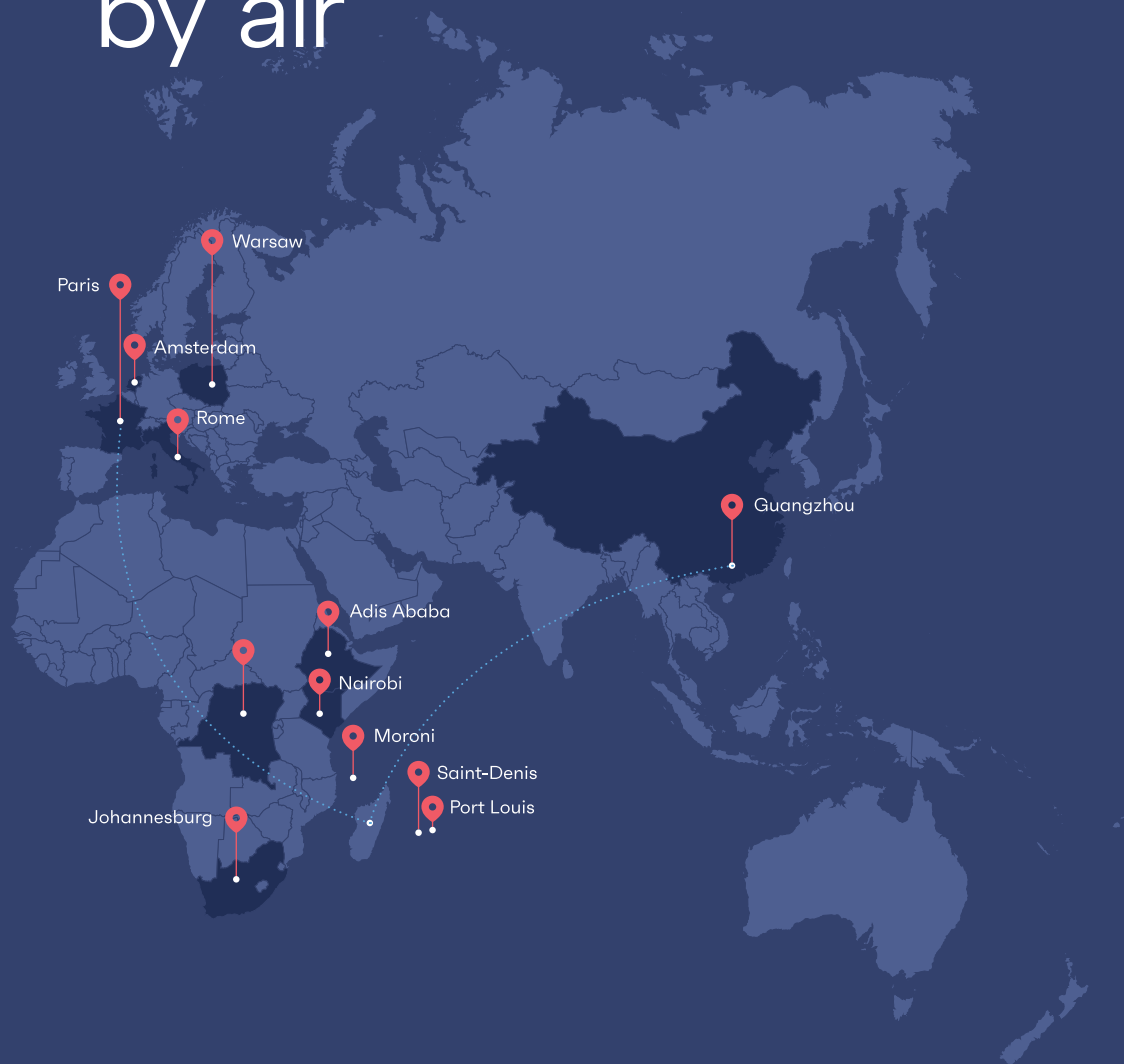 by air
Warsaw
Paris
Amsterdam
Rome
Guangzhou
Adis Ababa
Nairobi
Moroni
Saint-Denis
Port Louis
Johannesburg